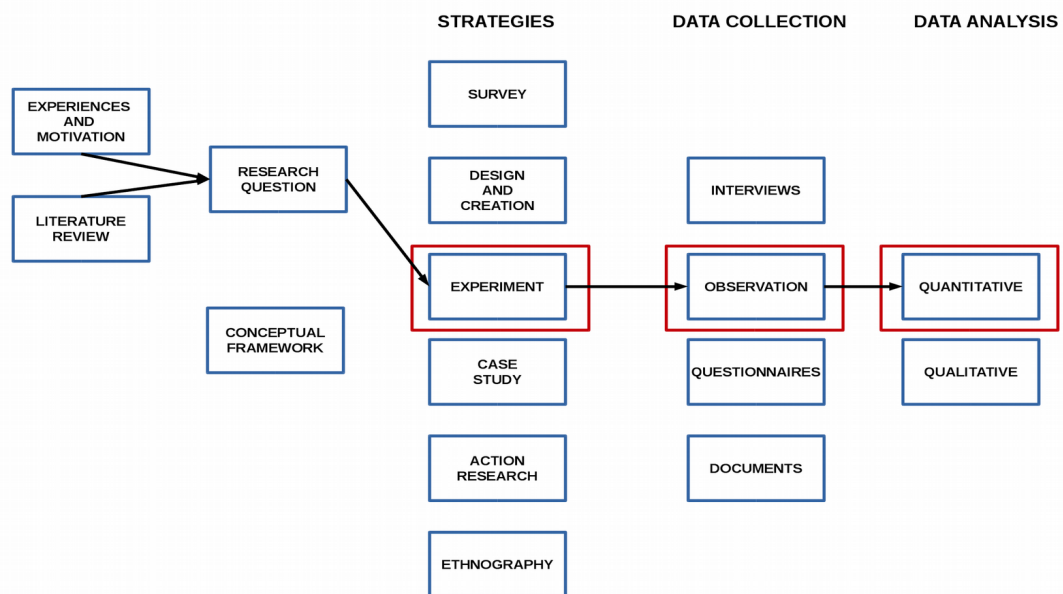 STRATEGIES
DATA COLLECTION
DATA ANALYSIS
EXPERIENCES
AND
MOTIVATION
LITERATURE
REVIEW
RESEARCH
QUESTION
CONCEPTUAL
FRAMEWORK
SURVEY
DESIGN
AND
CREATION
EXPERIMENT
CASE
STUDY
ACTION
RESEARCH
ETHNOGRAPHY
INTERVIEWS
OBSERVATION
QUESTIONNAIRES
DOCUMENTS
QUANTITATIVE
QUALITATIVE